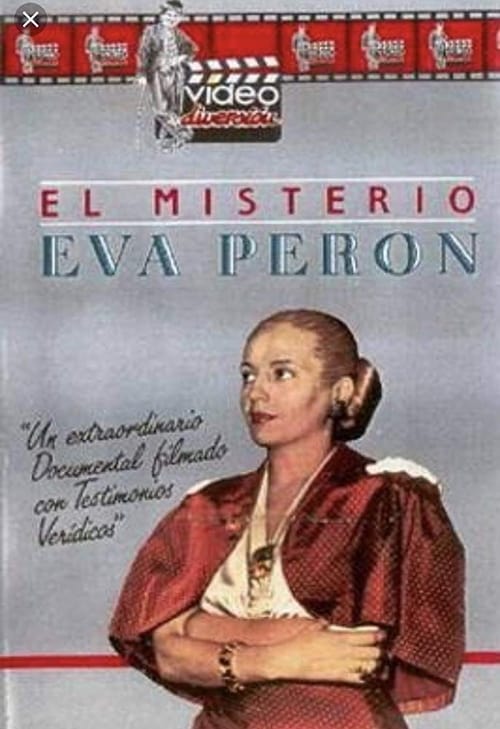 video
diversión
EL MISTERIO
EVA PERON
"Un extraordinario
Documental filmado
con Testimonios
Verídicos"